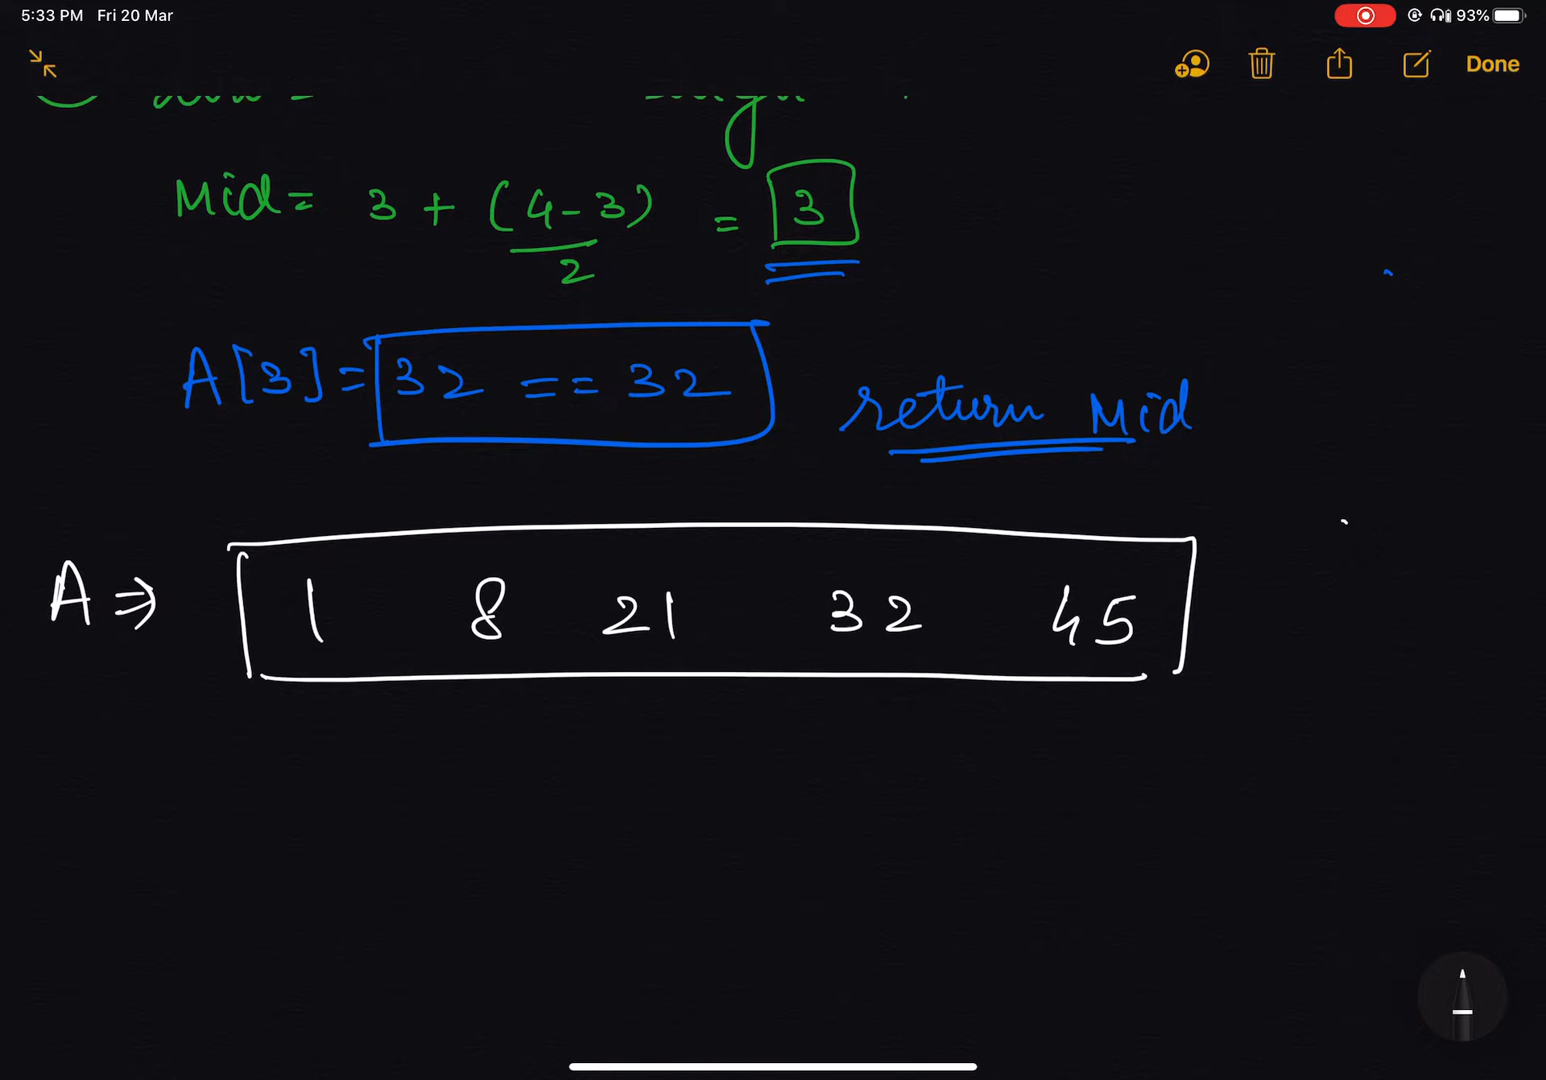 5:33 PM Fri 20 Mar 93%
Done
Mid = 3 + (4-3) = 3
2
A[3] = 32 == 32 return Mid
A ⇒ 1 8 21 32 45